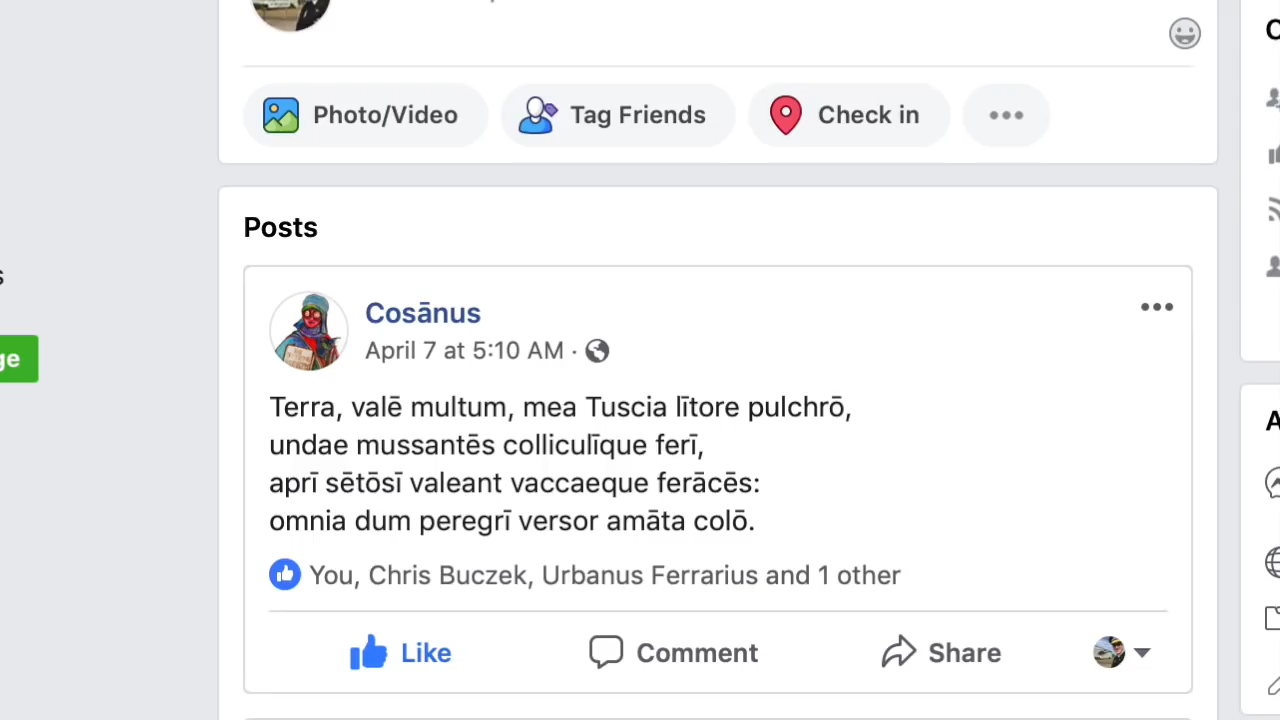 Photo/Video
Tag Friends
Check in
Posts
Cosānus
April 7 at 5:10 AM ·
Terra, valē multum, mea Tuscia lītore pulchrō,
undae mussantēs colliculīque ferī,
aprī sētōsī valeant vaccaeque ferācēs:
omnia dum peregrī versor amāta colō.
You, Chris Buczek, Urbanus Ferrarius and 1 other
Like
Comment
Share